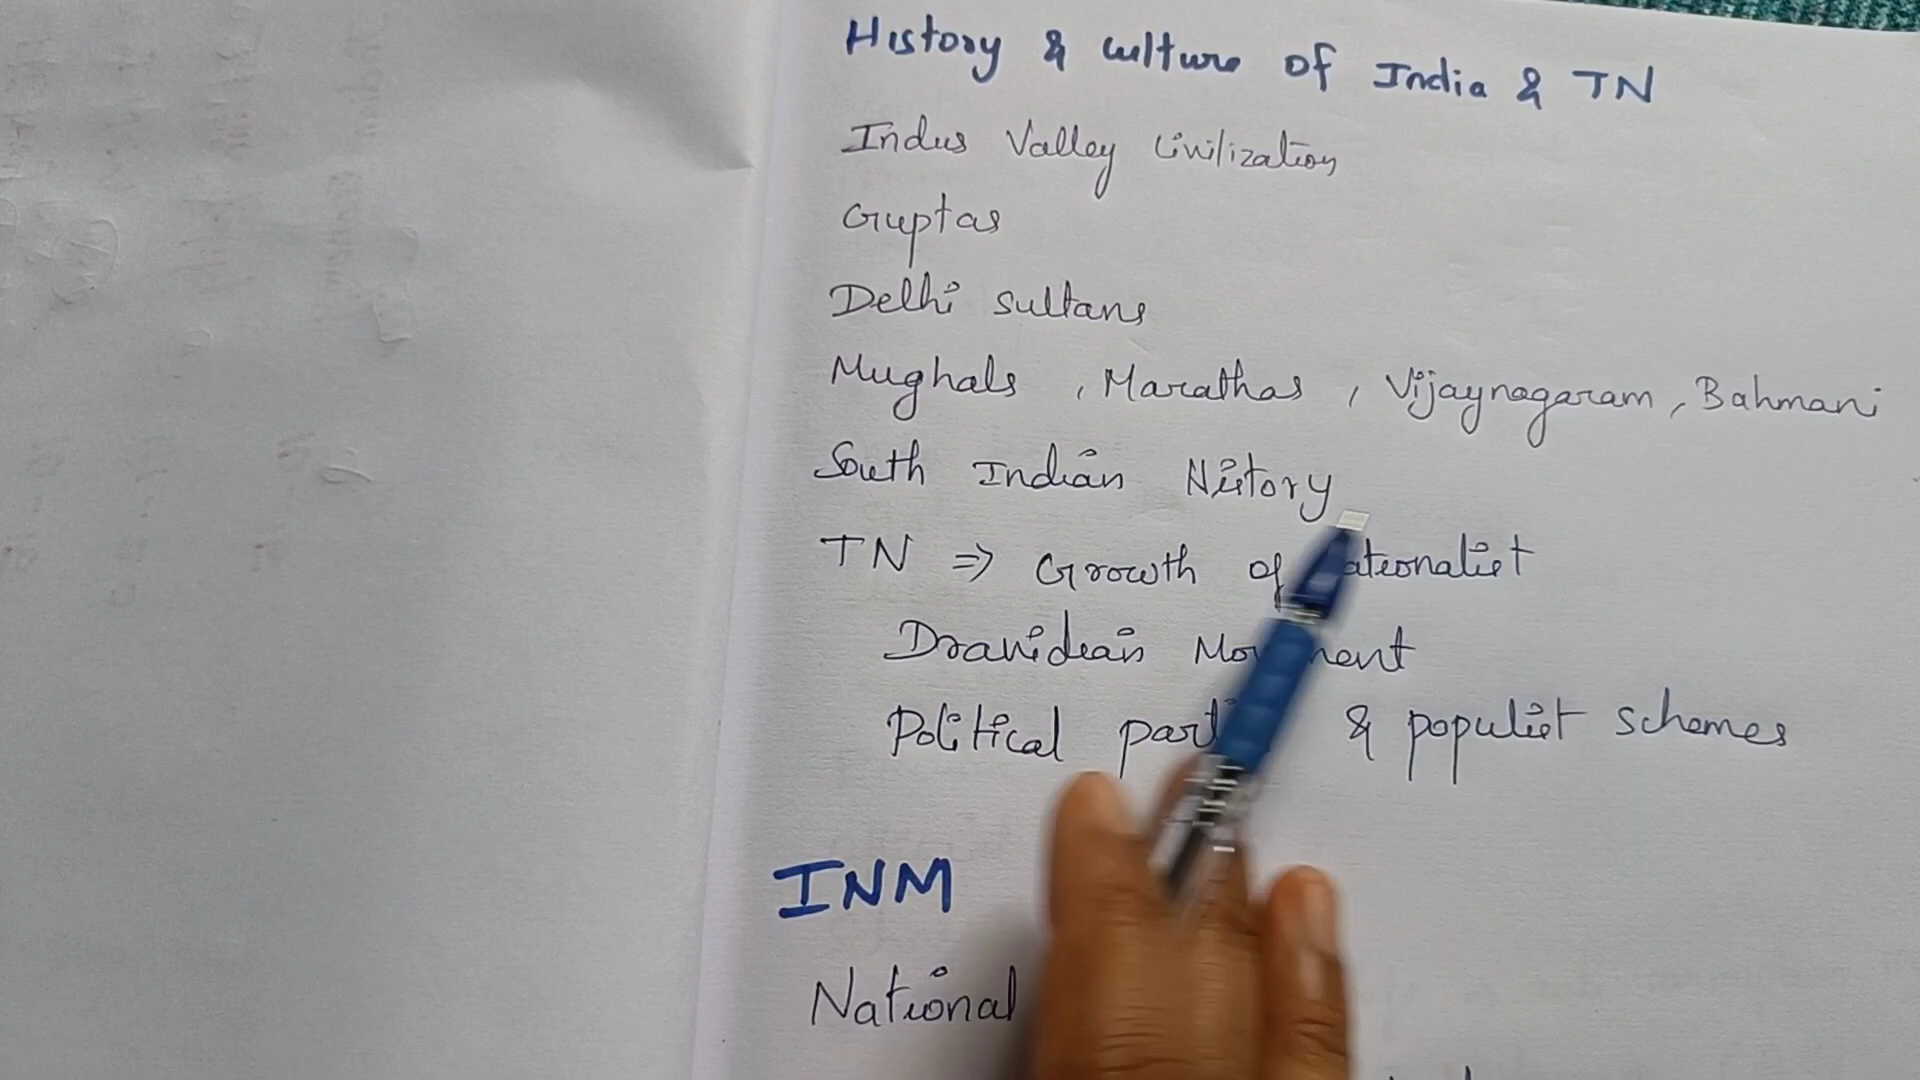 History & culture of India & TN
Indus Valley Civilization
Guptas
Delhi sultans
Mughals , Marathas , Vijaynagaram, Bahmani
South Indian History
TN => Growth of ationalist
Dravidian
Political & populist schemes
INM
National